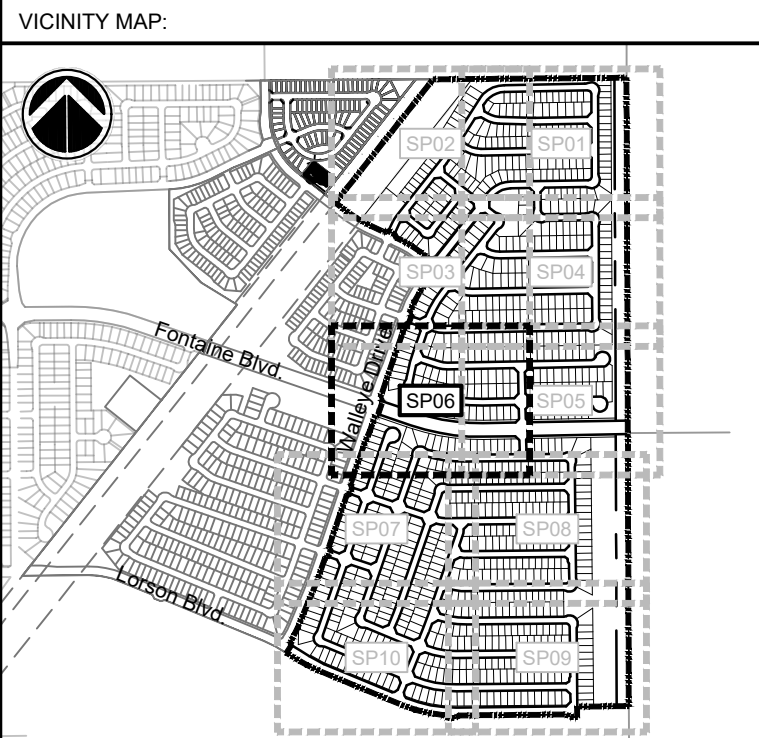 VICINITY MAP:
SP02
SP01
SP03
SP04
Fontaine Blvd.
Walleye Drive
SP06
SP05
SP07
SP08
Lorson Blvd.
SP10
SP09